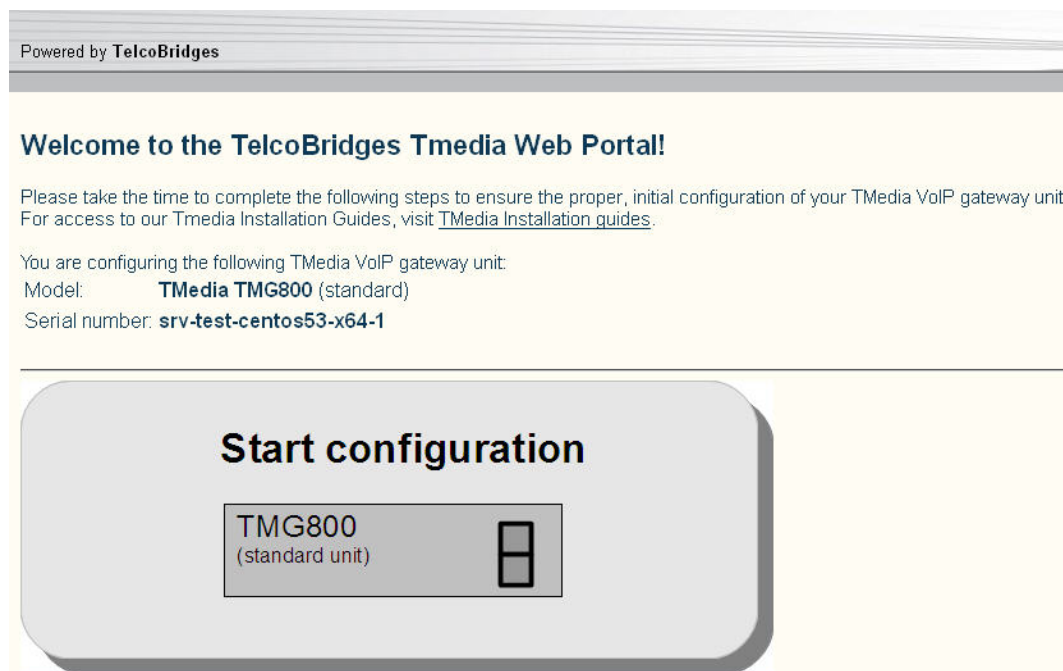 Powered by TelcoBridges
Welcome to the TelcoBridges Tmedia Web Portal!
Please take the time to complete the following steps to ensure the proper, initial configuration of your TMedia VoIP gateway unit
For access to our Tmedia Installation Guides, visit TMedia Installation guides.
You are configuring the following TMedia VoIP gateway unit:
Model: TMedia TMG800 (standard)
Serial number: srv-test-centos53-x64-1
Start configuration
TMG800
(standard unit)